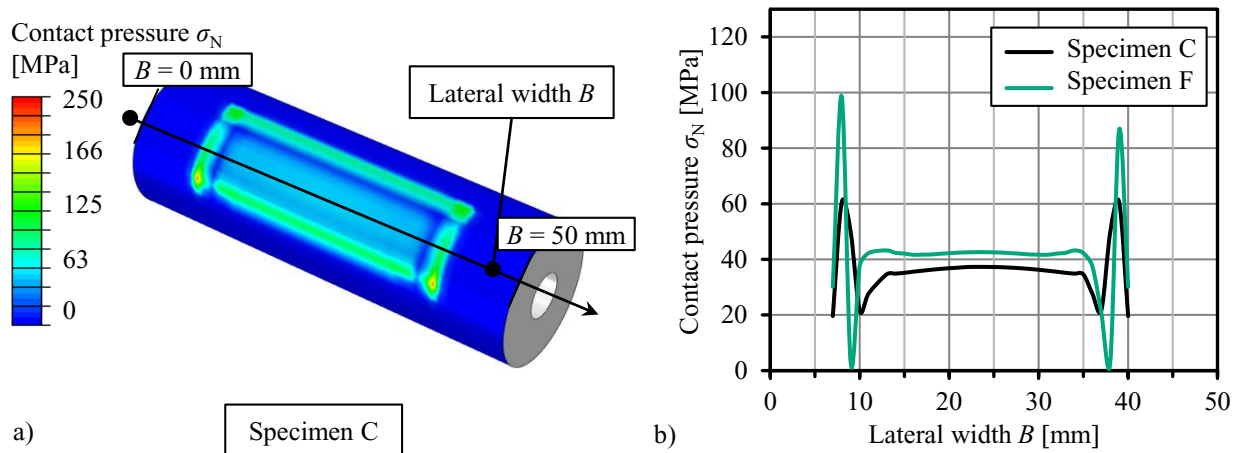 Contact pressure σN
[MPa]
B = 0 mm
250
166
125
63
0
Lateral width B
B = 50 mm
a)
Specimen C
120
100
80
60
40
20
0
Contact pressure σN [MPa]
Specimen C
Specimen F
0 10 20 30 40 50
b)
Lateral width B [mm]